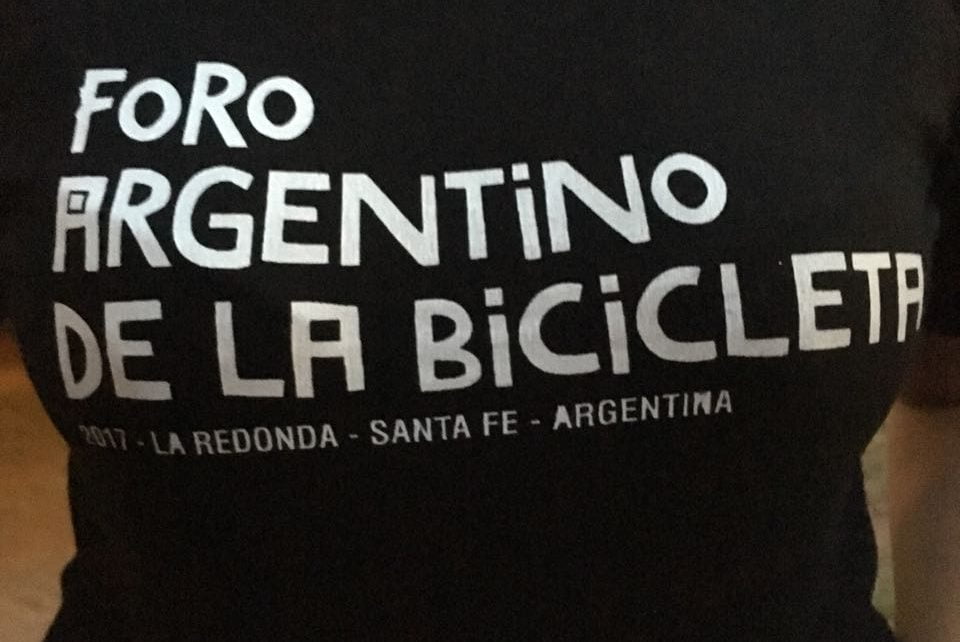 FoRo
ARGENTiNO
DE LA BiCiCLETA
2017 - LA REDONDA - SANTA FE - ARGENTINA